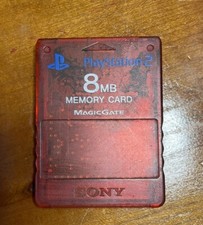 PlayStation 2
8MB
MEMORY CARD
MAGICGATE
SONY